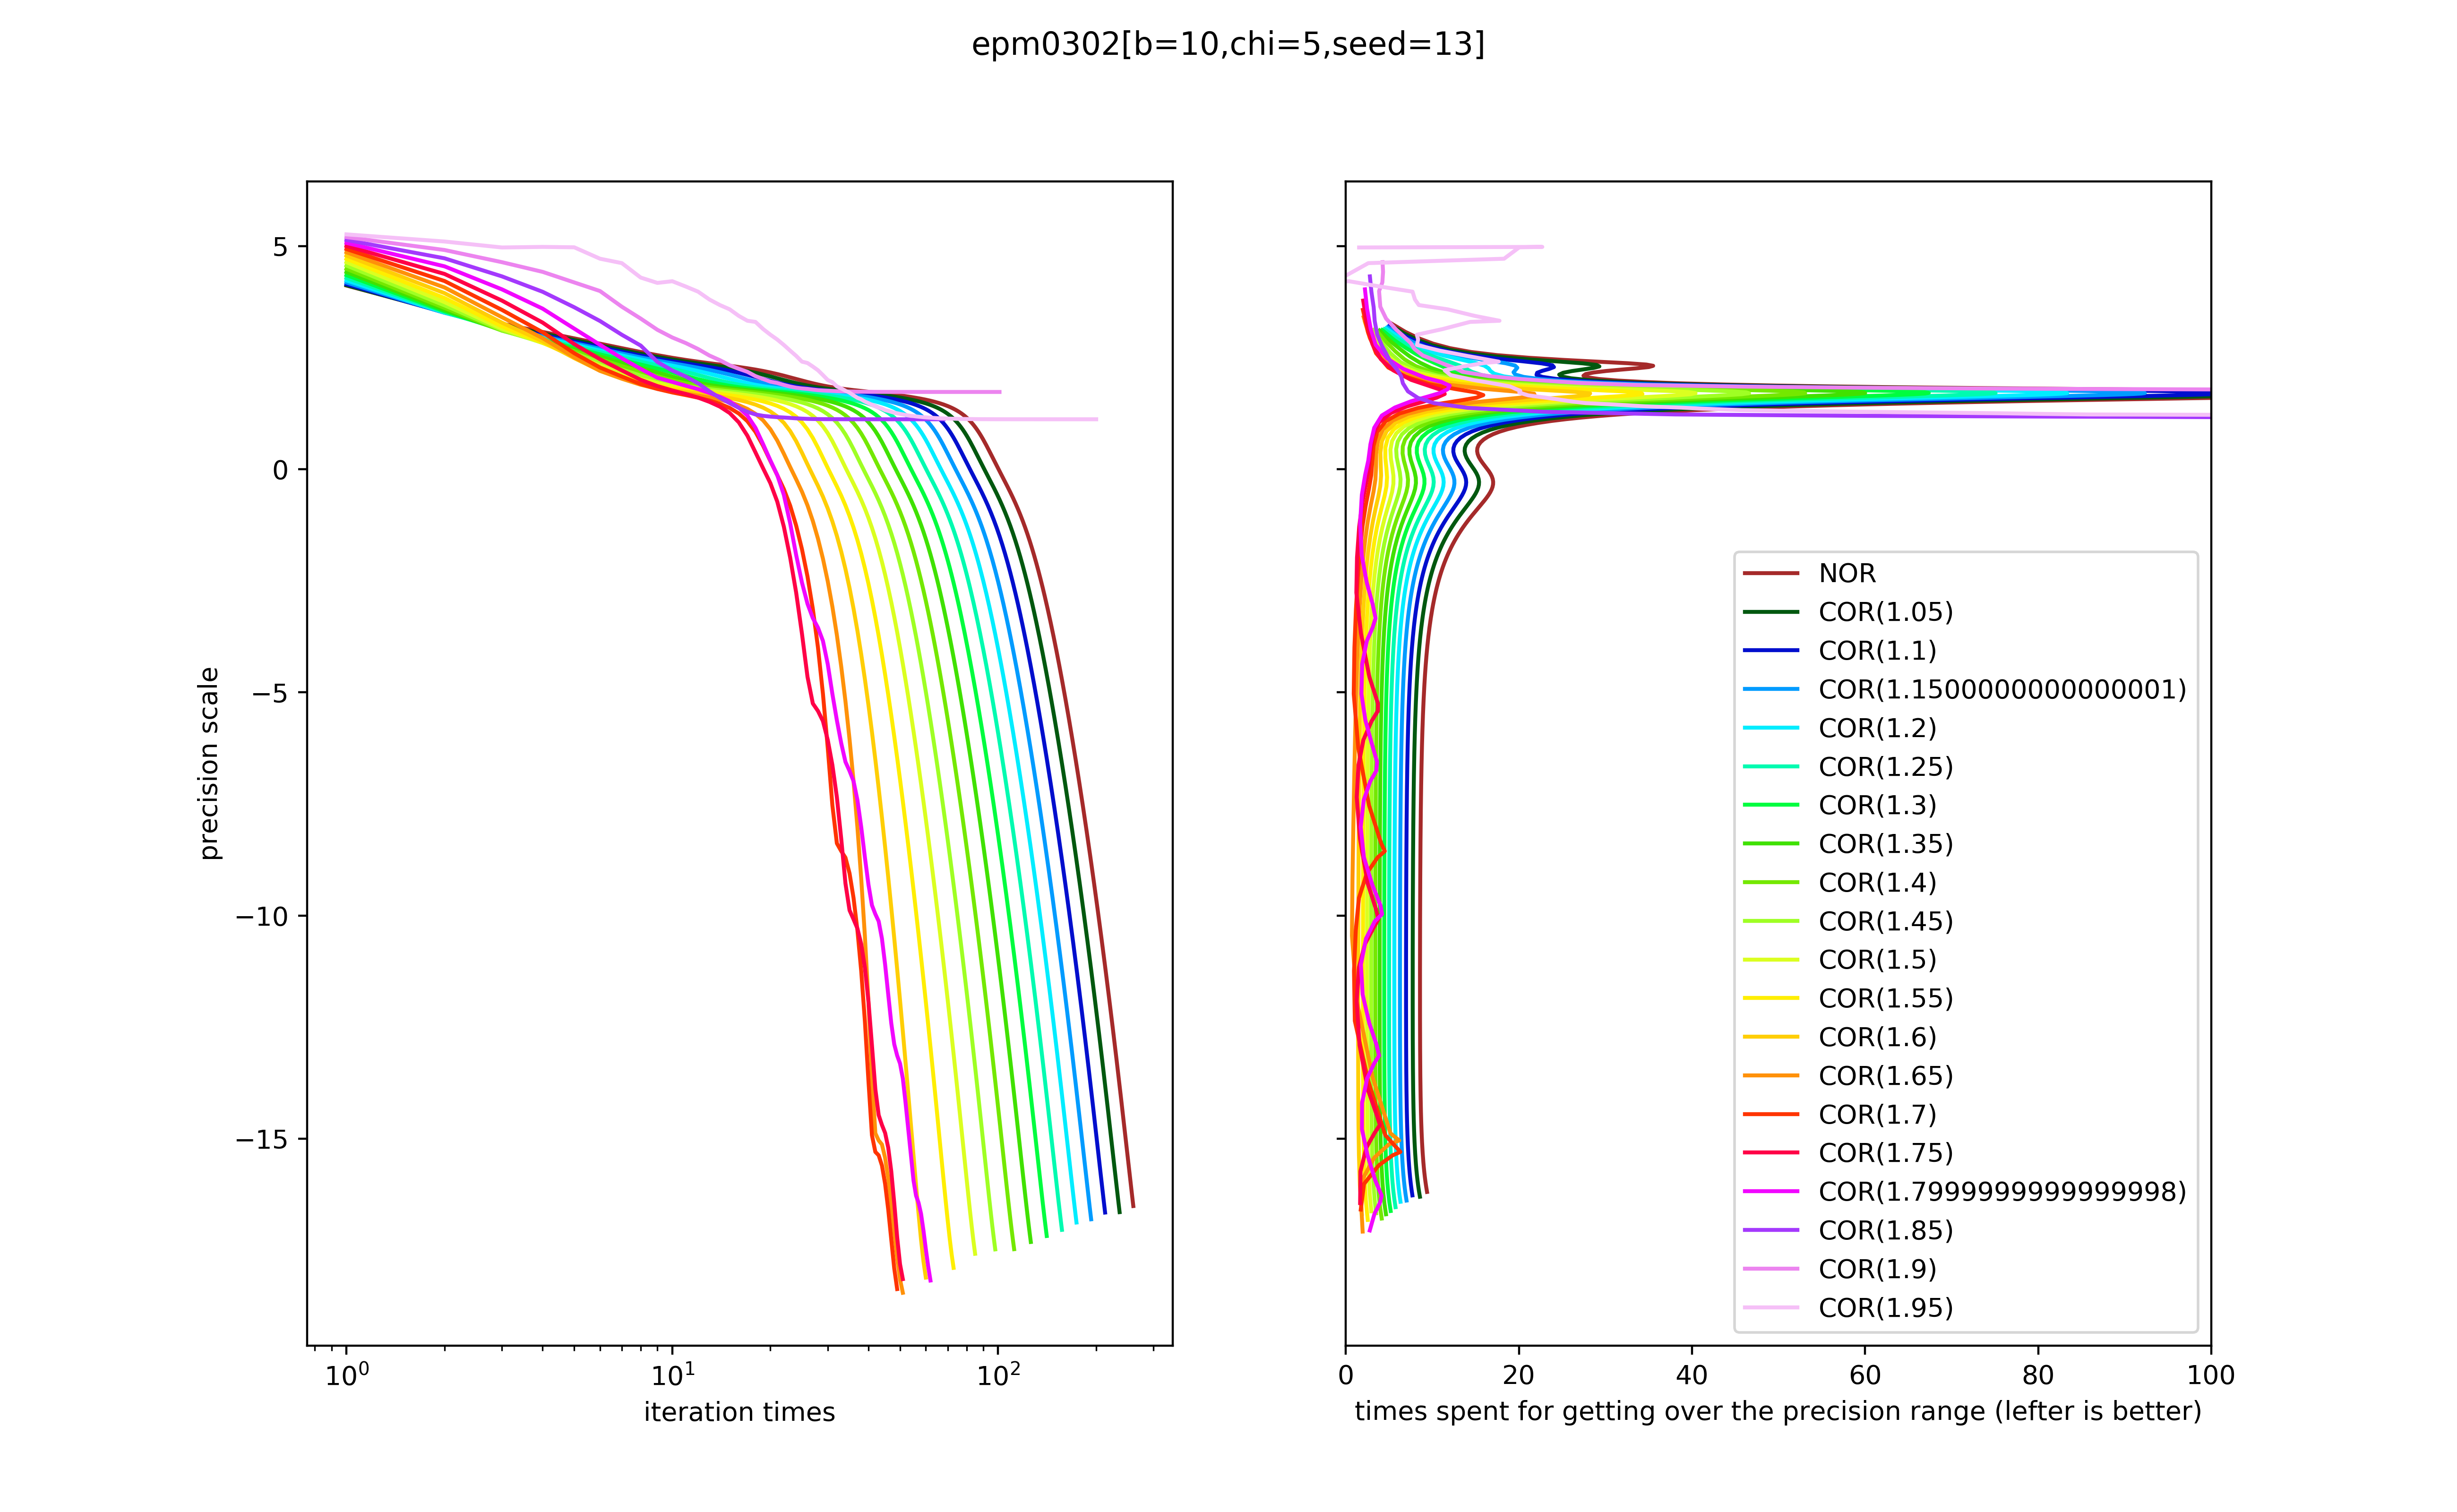 epm0302[b=10,chi=5,seed=13]
precision scale
5
0
−5
−10
−15
10⁰
10¹
10²
iteration times
0
20
40
60
80
100
times spent for getting over the precision range (lefter is better)
NOR
COR(1.05)
COR(1.1)
COR(1.1500000000000001)
COR(1.2)
COR(1.25)
COR(1.3)
COR(1.35)
COR(1.4)
COR(1.45)
COR(1.5)
COR(1.55)
COR(1.6)
COR(1.65)
COR(1.7)
COR(1.75)
COR(1.7999999999999998)
COR(1.85)
COR(1.9)
COR(1.95)